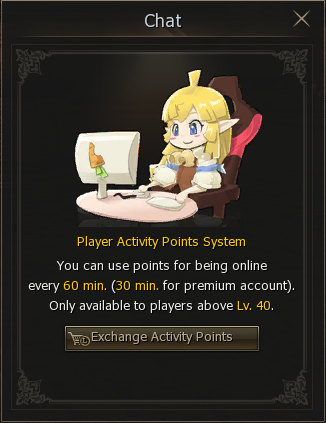 Chat
Player Activity Points System
You can use points for being online
every 60 min. (30 min. for premium account).
Only available to players above Lv. 40.
Exchange Activity Points